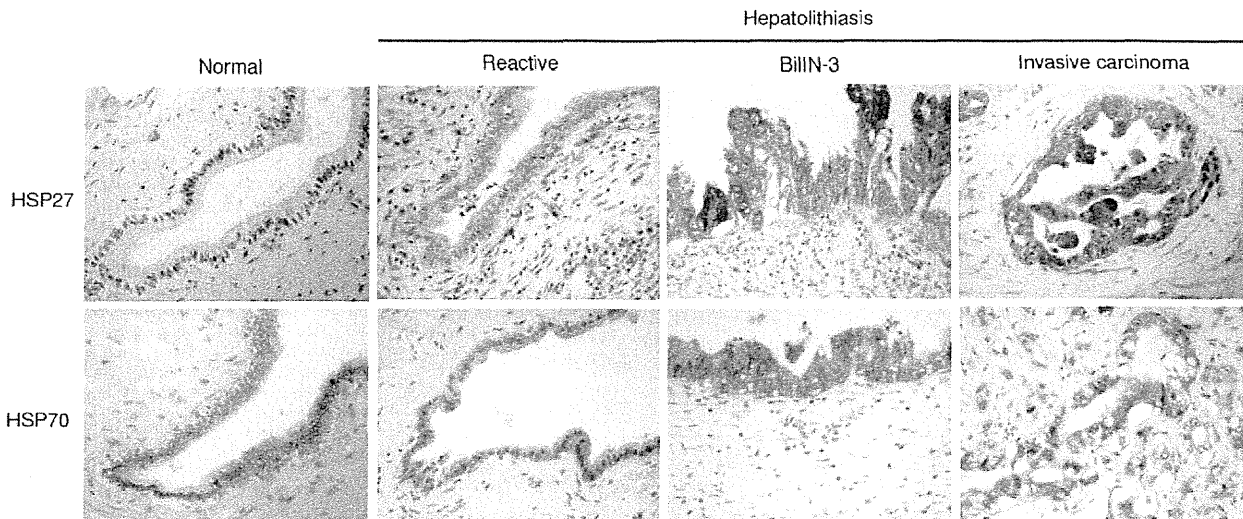 Hepatolithiasis
Normal Reactive BilIN-3 Invasive carcinoma
HSP27
HSP70